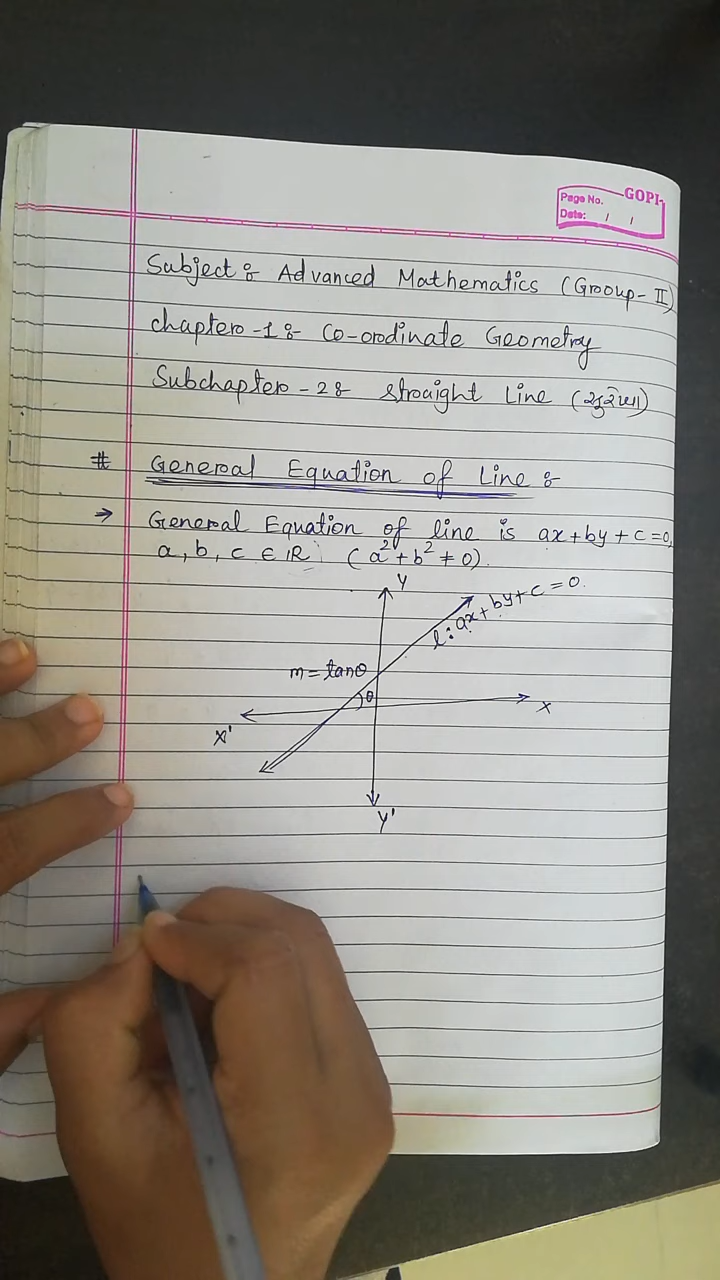 GOPI
Page No.
Date: / /
Subject : Advanced Mathematics (Group-II)
chapter-1 : Co-ordinate Geometry
Subchapter-2 : straight Line (સુરેખા)
# General Equation of Line :
→ General Equation of line is ax+by+c=0,
a, b, c ∈ IR (a²+b² ≠ 0).
Y
l: ax+by+c=0.
m=tanθ
θ
X
X'
Y'